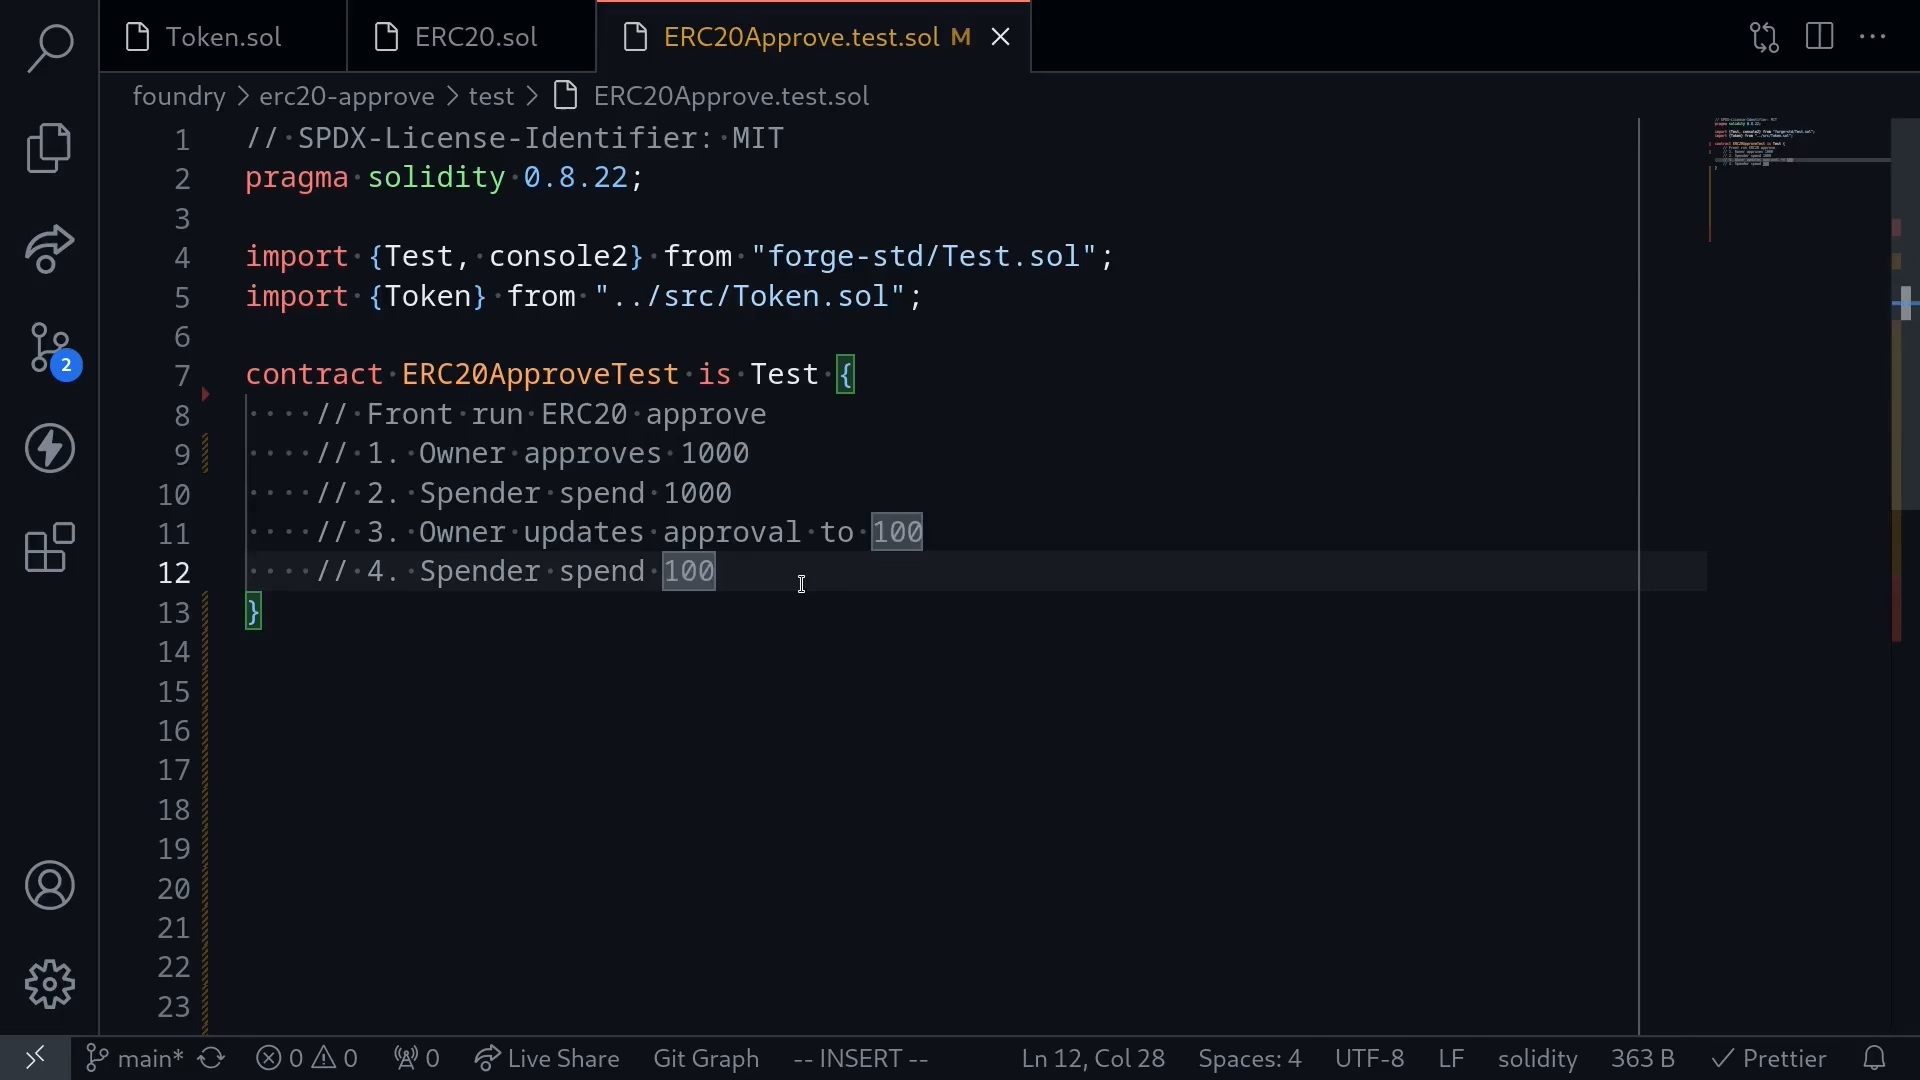 Token.sol
ERC20.sol
ERC20Approve.test.sol M
foundry > erc20-approve > test > ERC20Approve.test.sol
1 // SPDX-License-Identifier: MIT
2 pragma solidity 0.8.22;
3
4 import {Test, console2} from "forge-std/Test.sol";
5 import {Token} from "../src/Token.sol";
6
7 contract ERC20ApproveTest is Test {
8     // Front run ERC20 approve
9     // 1. Owner approves 1000
10     // 2. Spender spend 1000
11     // 3. Owner updates approval to 100
12     // 4. Spender spend 100
13 }
14
15
16
17
18
19
20
21
22
23
2
main* 0 0 0 Live Share Git Graph -- INSERT -- Ln 12, Col 28 Spaces: 4 UTF-8 LF solidity 363 B Prettier